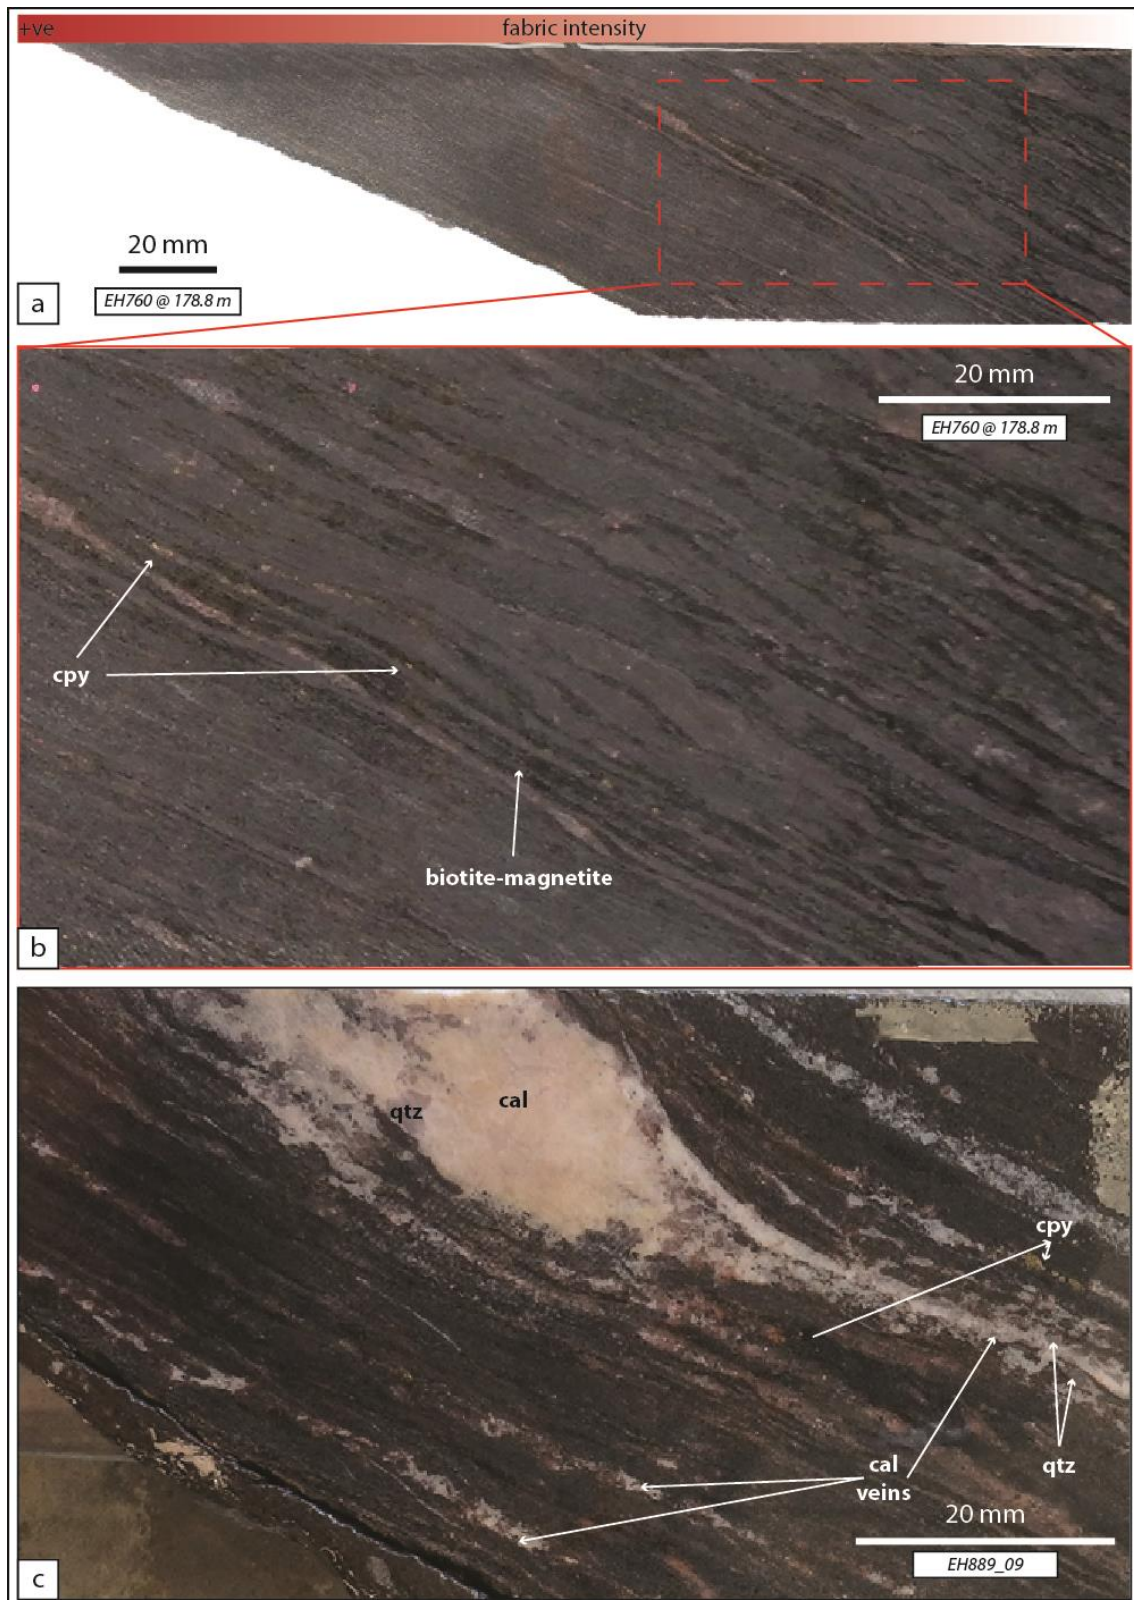 +ve fabric intensity
20 mm
EH760 @ 178.8 m
a
20 mm
EH760 @ 178.8 m
cpy
biotite-magnetite
b
cal
qtz
cpy
cal
veins
qtz
20 mm
EH889_09
c